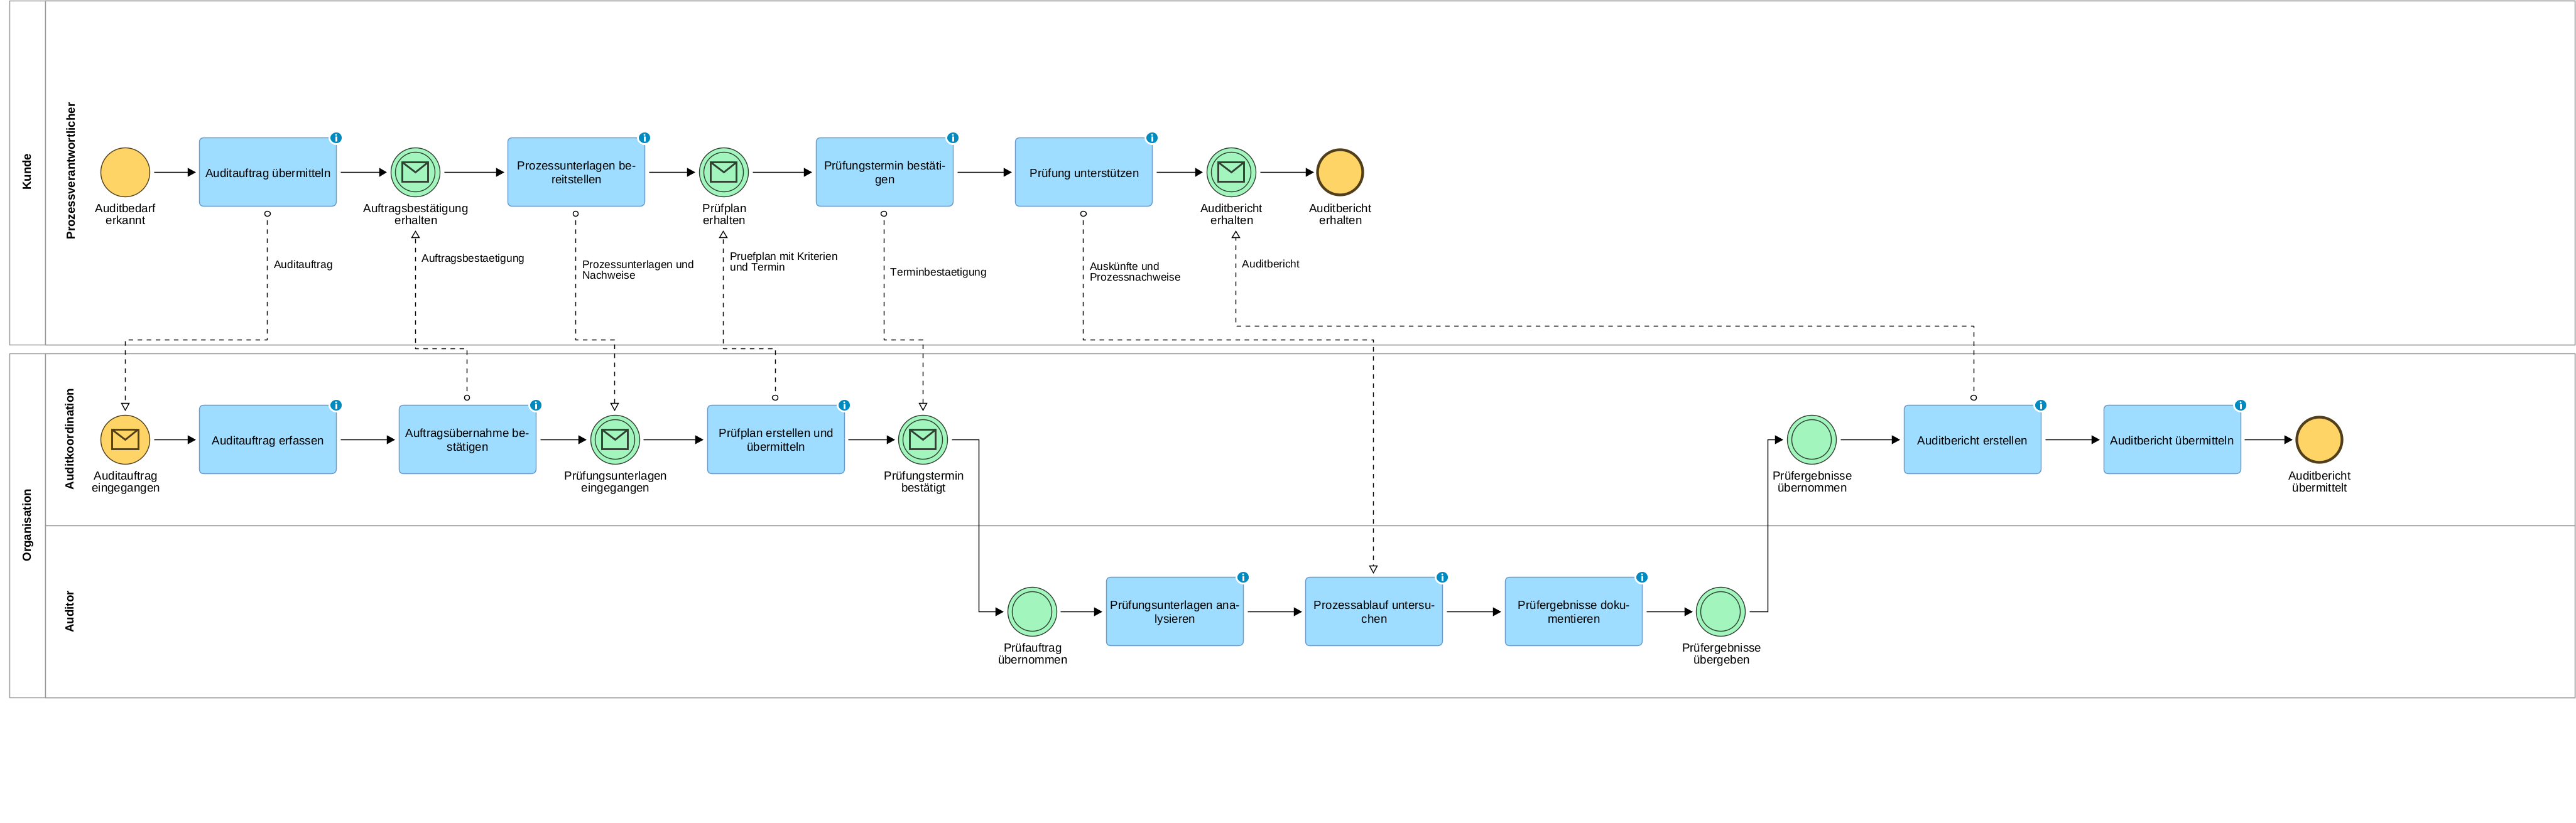 Kunde
Prozessverantwortlicher
Auditbedarf
erkannt
Auditauftrag übermitteln
Auftragsbestätigung
erhalten
Prozessunterlagen be-
reitstellen
Prüfplan
erhalten
Prüfungstermin bestäti-
gen
Prüfung unterstützen
Auditbericht
erhalten
Auditbericht
erhalten
Auditauftrag
Auftragsbestaetigung
Prozessunterlagen und
Nachweise
Pruefplan mit Kriterien
und Termin
Terminbestaetigung
Auskünfte und
Prozessnachweise
Auditbericht
Organisation
Auditkoordination
Auditauftrag
eingegangen
Auditauftrag erfassen
Auftragsübernahme be-
stätigen
Prüfungsunterlagen
eingegangen
Prüfplan erstellen und
übermitteln
Prüfungstermin
bestätigt
Prüfergebnisse
übernommen
Auditbericht erstellen
Auditbericht übermitteln
Auditbericht
übermittelt
Auditor
Prüfauftrag
übernommen
Prüfungsunterlagen ana-
lysieren
Prozessablauf untersu-
chen
Prüfergebnisse doku-
mentieren
Prüfergebnisse
übergeben